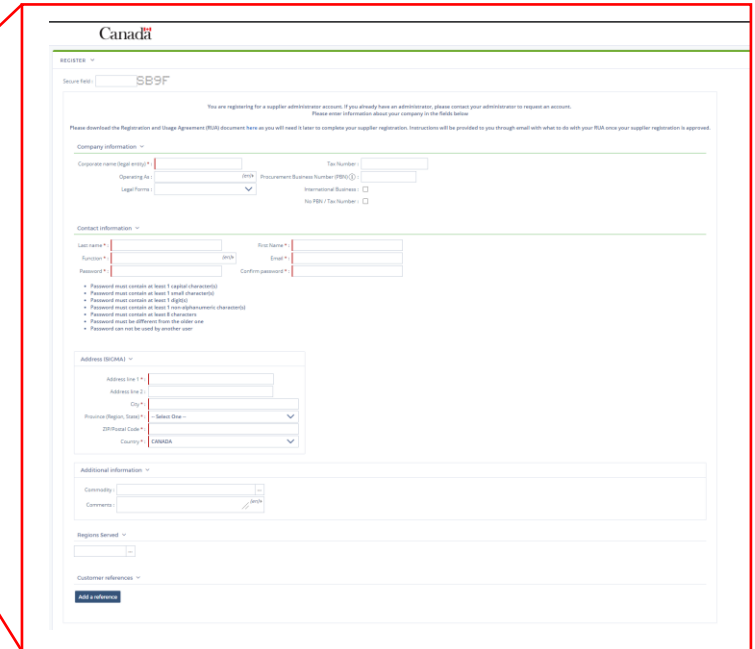 Canada
REGISTER
Secure field : SB9F
You are registering for a supplier administrator account. If you already have an administrator, please contact your administrator to request an account.
Please enter information about your company in the fields below
Please download the Registration and Usage Agreement (RUA) document here as you will need it later to complete your supplier registration. Instructions will be provided to you through email with what to do with your RUA once your supplier registration is approved.
Company information
Corporate name (legal entity) * : Tax Number :
Operating As : /en/> Procurement Business Number (PBN) ⓘ :
Legal Forms : International Business :
No PBN / Tax Number :
Contact information
Last name * : First Name * :
Function * : /en/> Email * :
Password * : Confirm password * :
• Password must contain at least 1 capital character(s)
• Password must contain at least 1 small character(s)
• Password must contain at least 1 digit(s)
• Password must contain at least 1 non-alphanumeric character(s)
• Password must contain at least 8 characters
• Password must be different from the older one
• Password can not be used by another user
Address (BIO/MA)
Address line 1 * :
Address line 2 :
City * :
Province (Region, State) * : -- Select One --
ZIP/Postal Code * :
Country * : CANADA
Additional information
Commodity : ...
Comments : /en/>
Regions Served
...
Customer references
Add a reference